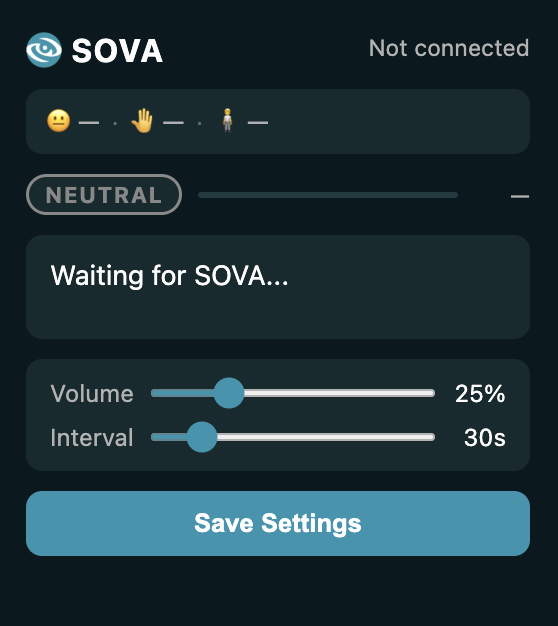 SOVA
Not connected
😐 — · 🤚 — · 🧍 —
NEUTRAL —
Waiting for SOVA...
Volume 25%
Interval 30s
Save Settings